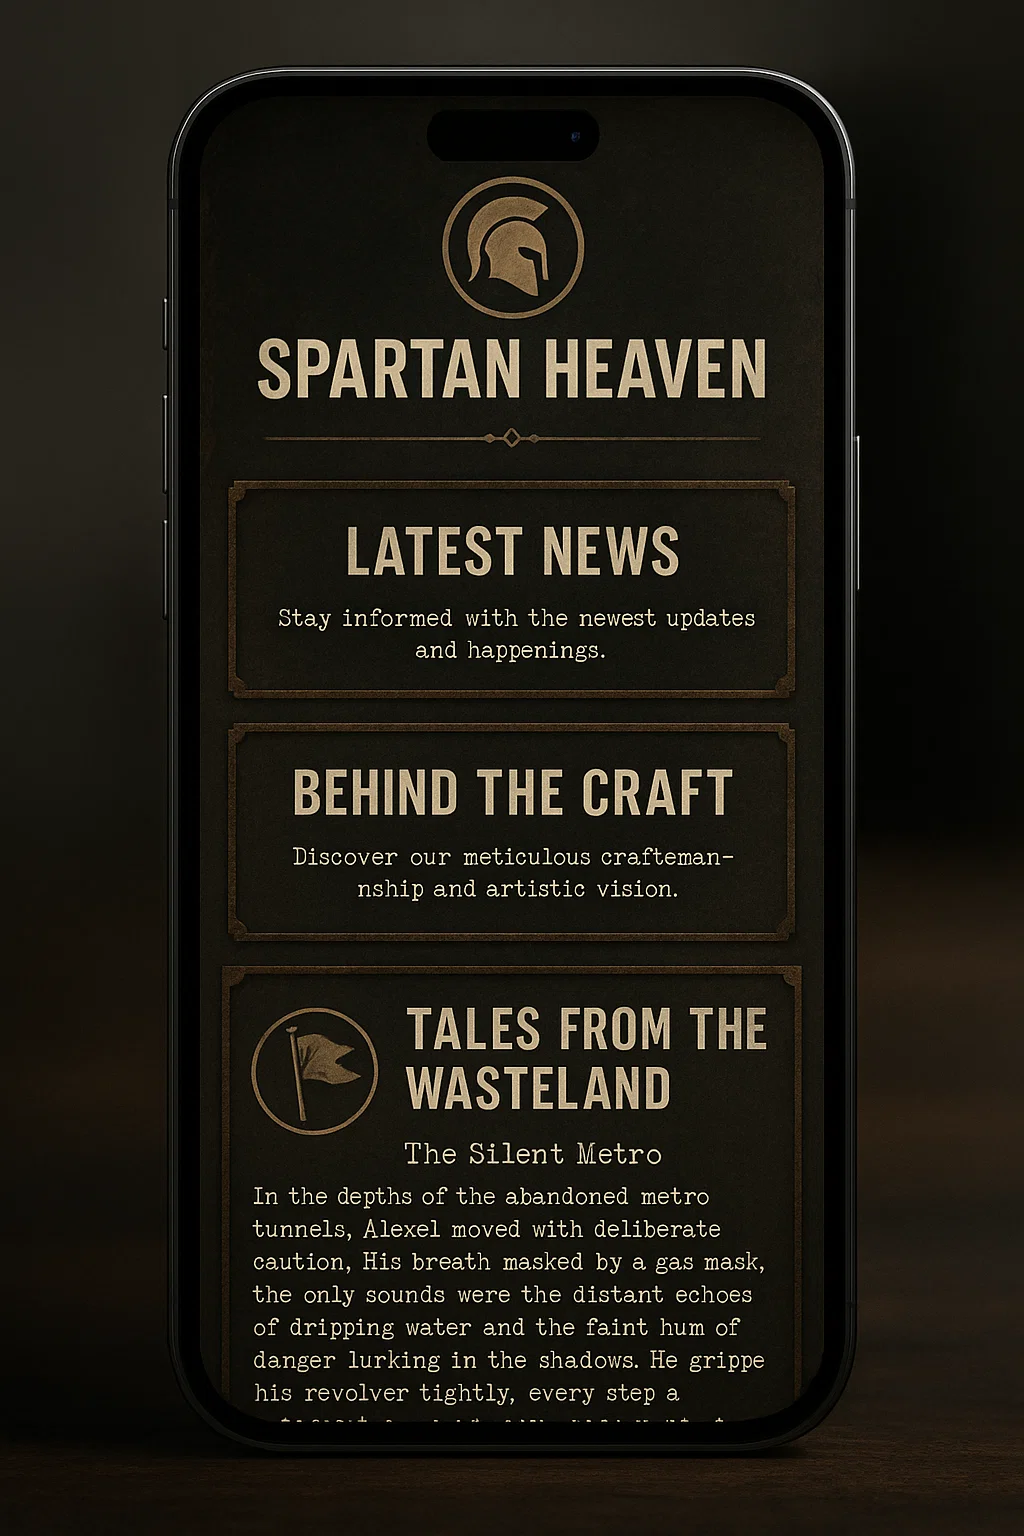 SPARTAN HEAVEN
LATEST NEWS
Stay informed with the newest updates
and happenings.
BEHIND THE CRAFT
Discover our meticulous crafteman-
nship and artistic vision.
TALES FROM THE
WASTELAND
The Silent Metro
In the depths of the abandoned metro
tunnels, Alexel moved with deliberate
caution, His breath masked by a gas mask,
the only sounds were the distant echoes
of dripping water and the faint hum of
danger lurking in the shadows. He grippe
his revolver tightly, every step a